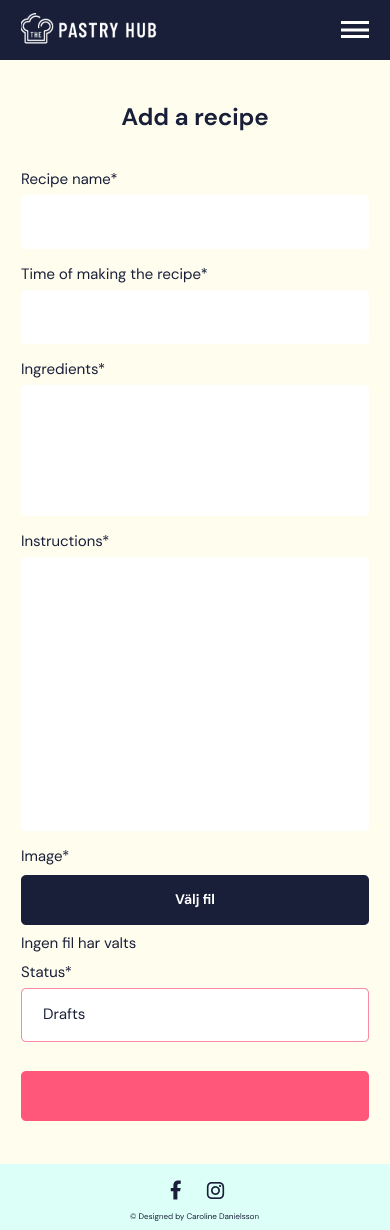 THE PASTRY HUB
Add a recipe
Recipe name*
Time of making the recipe*
Ingredients*
Instructions*
Image*
Välj fil
Ingen fil har valts
Status*
Drafts
© Designed by Caroline Danielsson